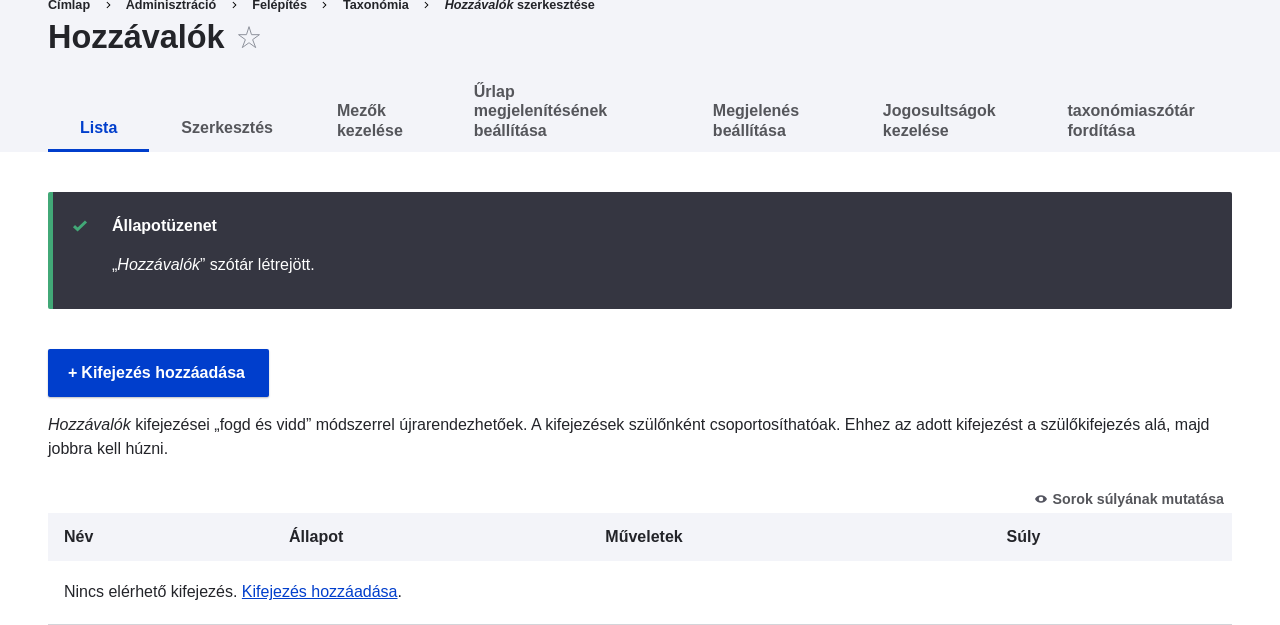 Címlap > Adminisztráció > Felépítés > Taxonómia > Hozzávalók szerkesztése
Hozzávalók
Lista
Szerkesztés
Mezők
kezelése
Űrlap
megjelenítésének
beállítása
Megjelenés
beállítása
Jogosultságok
kezelése
taxonómiaszótár
fordítása
Állapotüzenet
„Hozzávalók” szótár létrejött.
+ Kifejezés hozzáadása
Hozzávalók kifejezései „fogd és vidd” módszerrel újrarendezhetőek. A kifejezések szülőnként csoportosíthatóak. Ehhez az adott kifejezést a szülőkifejezés alá, majd
jobbra kell húzni.
Sorok súlyának mutatása
Név Állapot Műveletek Súly
Nincs elérhető kifejezés. Kifejezés hozzáadása.